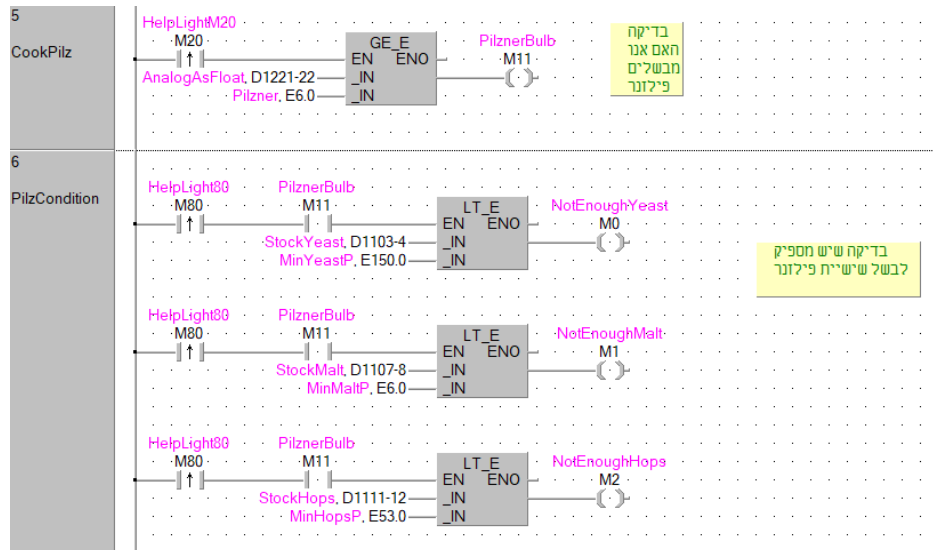 5
CookPilz
HelpLightM20
M20
GE_E
EN ENO
PilznerBulb
M11
AnalogAsFloat, D1221-22 _IN
Pilzner, E6.0 _IN
בדיקה
האם אנר
מבשלים
פילזנר
6
PilzCondition
HelpLight80 PilznerBulb
M80 M11
LT_E
EN ENO
NotEnoughYeast
M0
StockYeast, D1103-4 _IN
MinYeastP, E150.0 _IN
בדיקה שיש מספיק
לבשל שישיית פילזנר
HelpLight80 PilznerBulb
M80 M11
LT_E
EN ENO
NotEnoughMalt
M1
StockMalt, D1107-8 _IN
MinMaltP, E6.0 _IN
HelpLight80 PilznerBulb
M80 M11
LT_E
EN ENO
NotEnoughHops
M2
StockHops, D1111-12 _IN
MinHopsP, E53.0 _IN